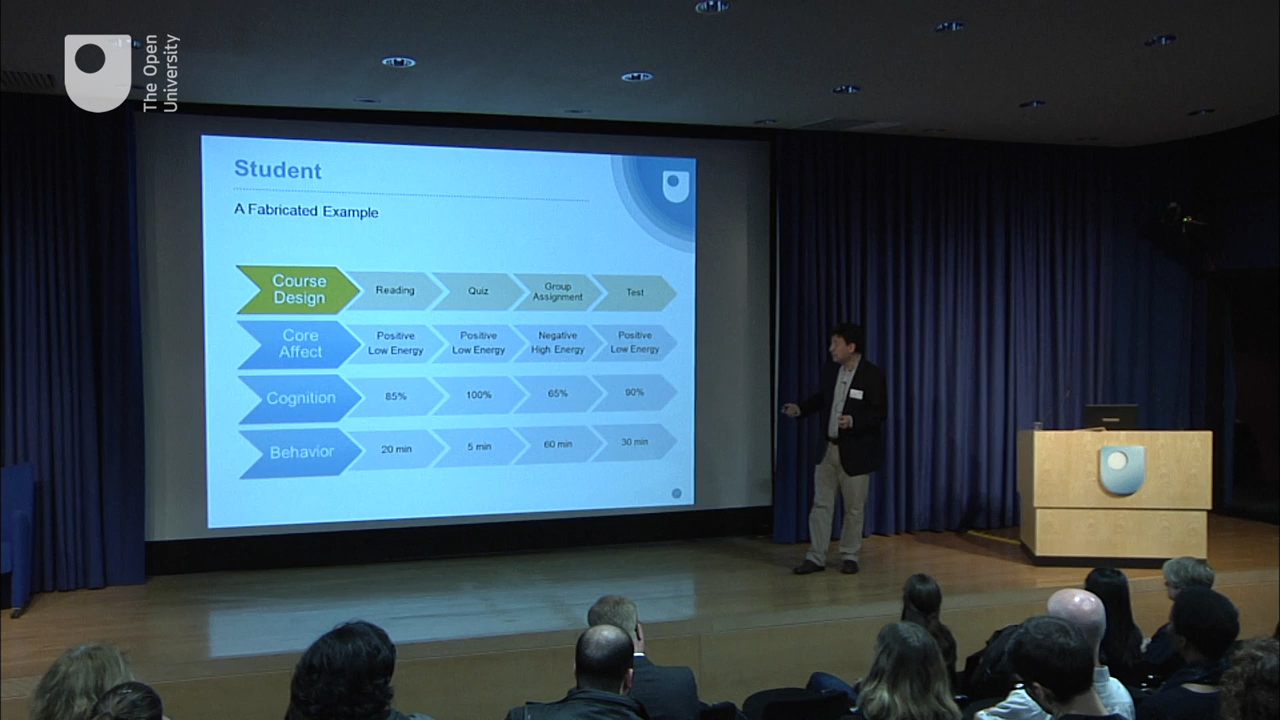 The Open
University
Student
A Fabricated Example
Course
Design
Reading
Quiz
Group
Assignment
Test
Core
Affect
Positive
Low Energy
Positive
Low Energy
Negative
High Energy
Positive
Low Energy
Cognition
85%
100%
65%
90%
Behavior
20 min
5 min
60 min
30 min